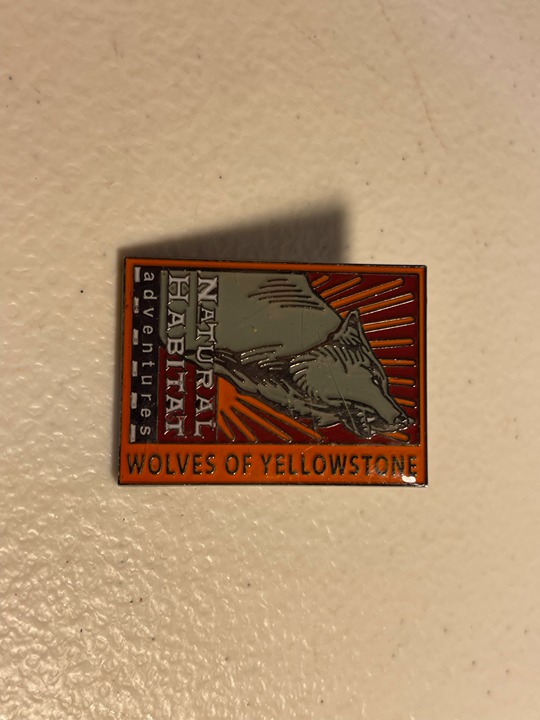 NATURAL
HABITAT
adventures
WOLVES OF YELLOWSTONE